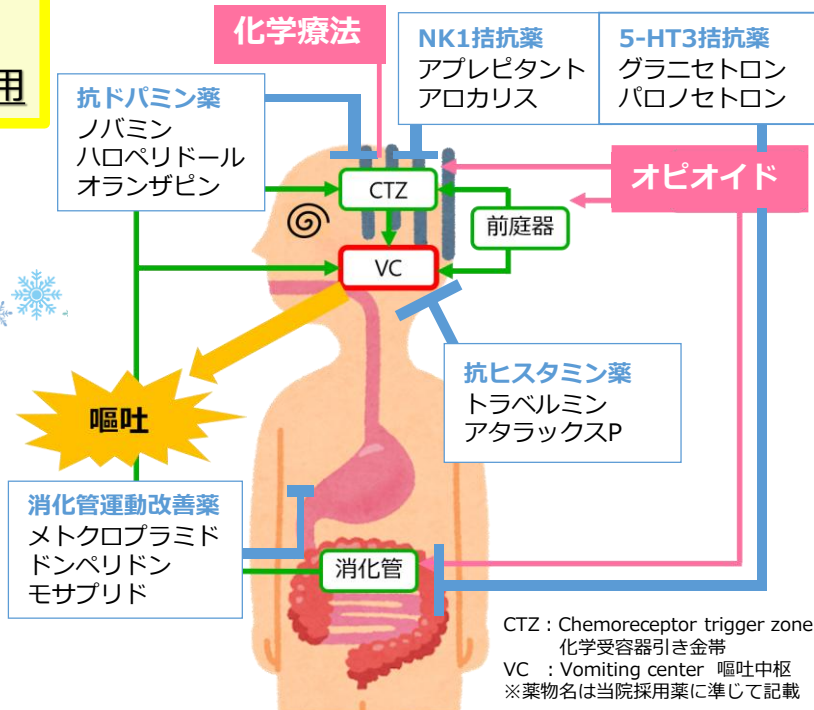 用
化学療法
NK1拮抗薬
アプレピタント
アロカリス
5-HT3拮抗薬
グラニセトロン
パロノセトロン
抗ドパミン薬
ノバミン
ハロペリドール
オランザピン
オピオイド
CTZ
前庭器
VC
抗ヒスタミン薬
トラベルミン
アタラックスP
嘔吐
消化管運動改善薬
メトクロプラミド
ドンペリドン
モサプリド
消化管
CTZ：Chemoreceptor trigger zone
化学受容器引き金帯
VC ：Vomiting center 嘔吐中枢
※薬物名は当院採用薬に準じて記載